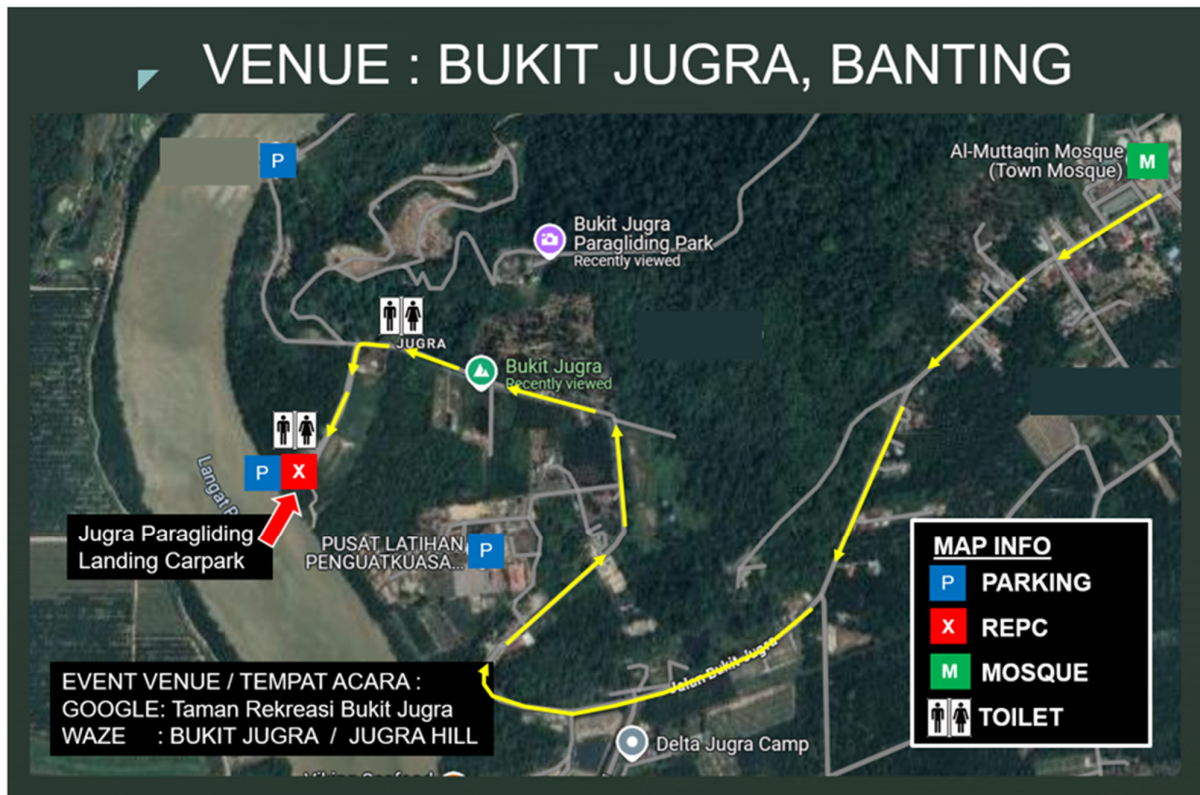 VENUE : BUKIT JUGRA, BANTING
P
Al-Muttaqin Mosque
(Town Mosque)
M
Bukit Jugra
Paragliding Park
Recently viewed
JUGRA
Bukit Jugra
Recently viewed
P X
Langat
Jugra Paragliding
Landing Carpark
PUSAT LATIHAN
PENGUATKUASA...
P
MAP INFO
P PARKING
X REPC
M MOSQUE
TOILET
Jalan Bukit Jugra
EVENT VENUE / TEMPAT ACARA :
GOOGLE: Taman Rekreasi Bukit Jugra
WAZE : BUKIT JUGRA / JUGRA HILL
Delta Jugra Camp